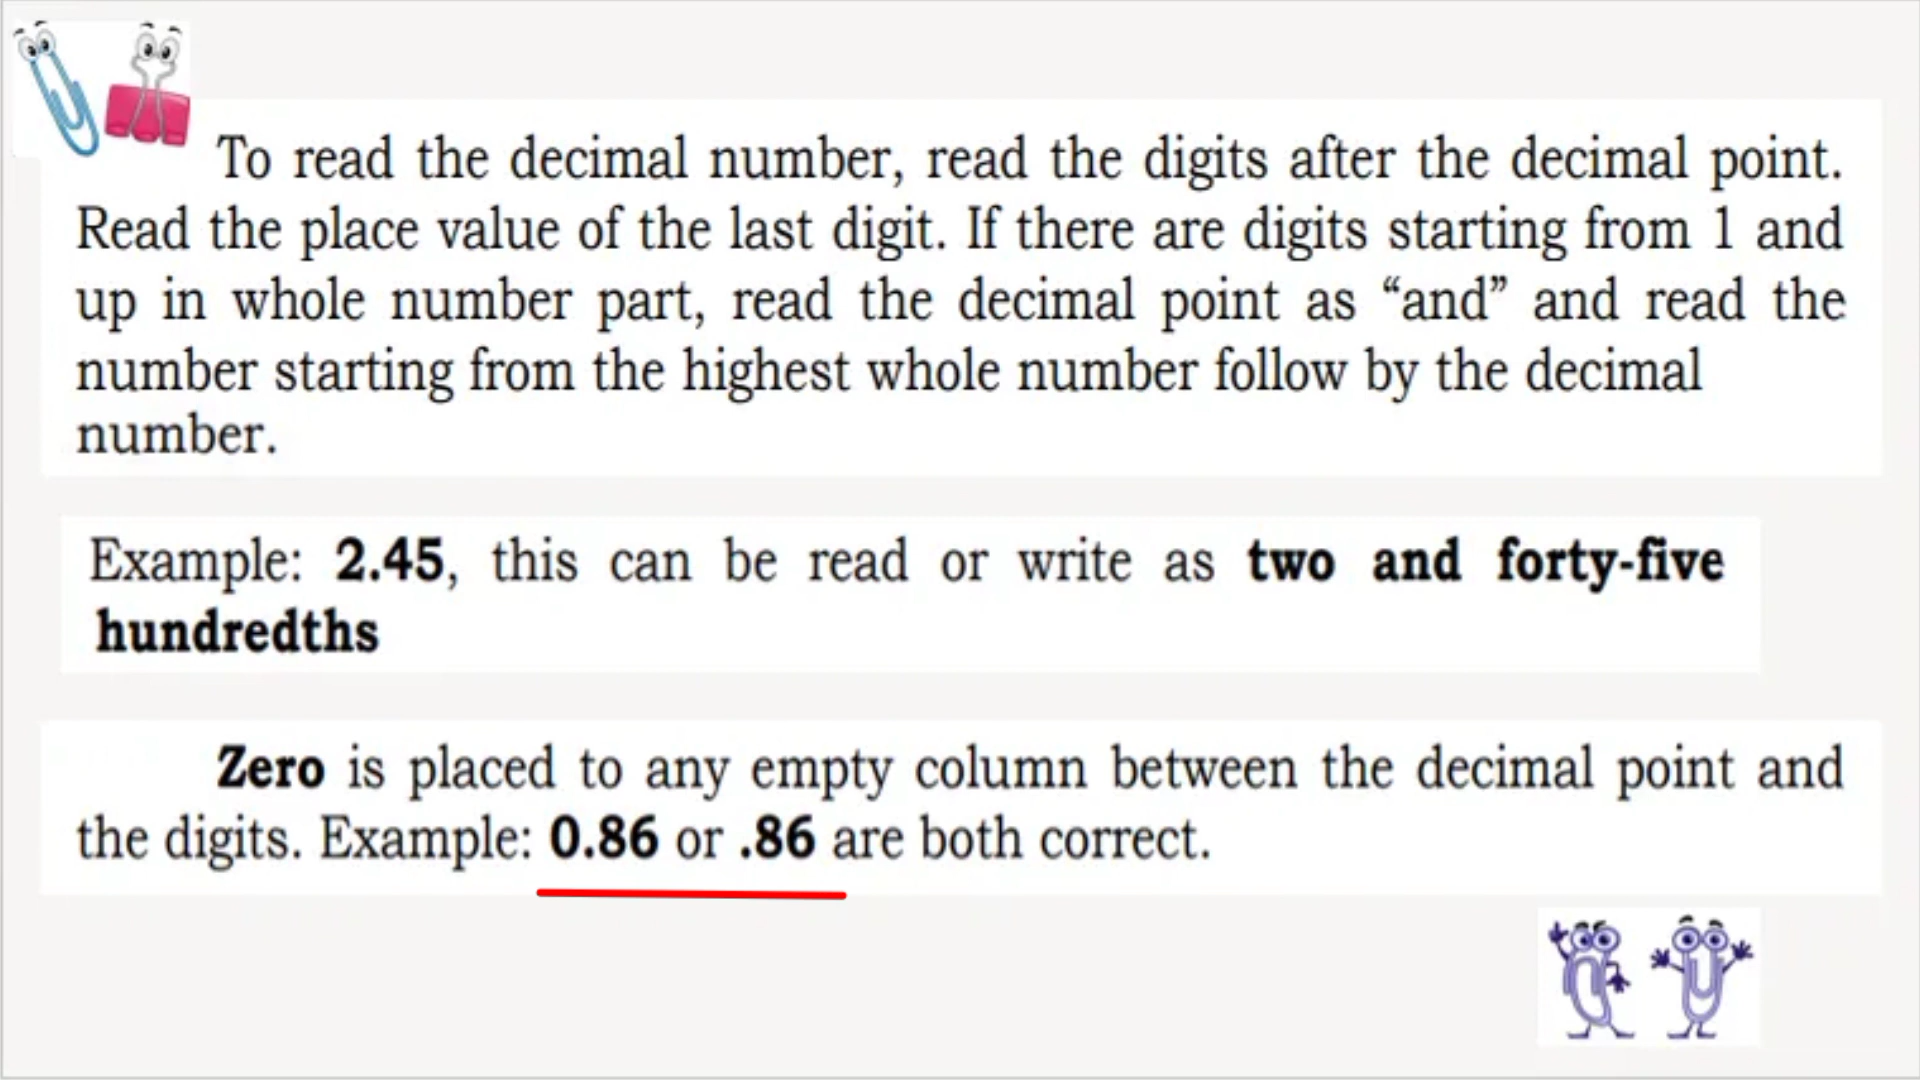 To read the decimal number, read the digits after the decimal point.
Read the place value of the last digit. If there are digits starting from 1 and
up in whole number part, read the decimal point as “and” and read the
number starting from the highest whole number follow by the decimal
number.
Example: 2.45, this can be read or write as two and forty-five
hundredths
Zero is placed to any empty column between the decimal point and
the digits. Example: 0.86 or .86 are both correct.